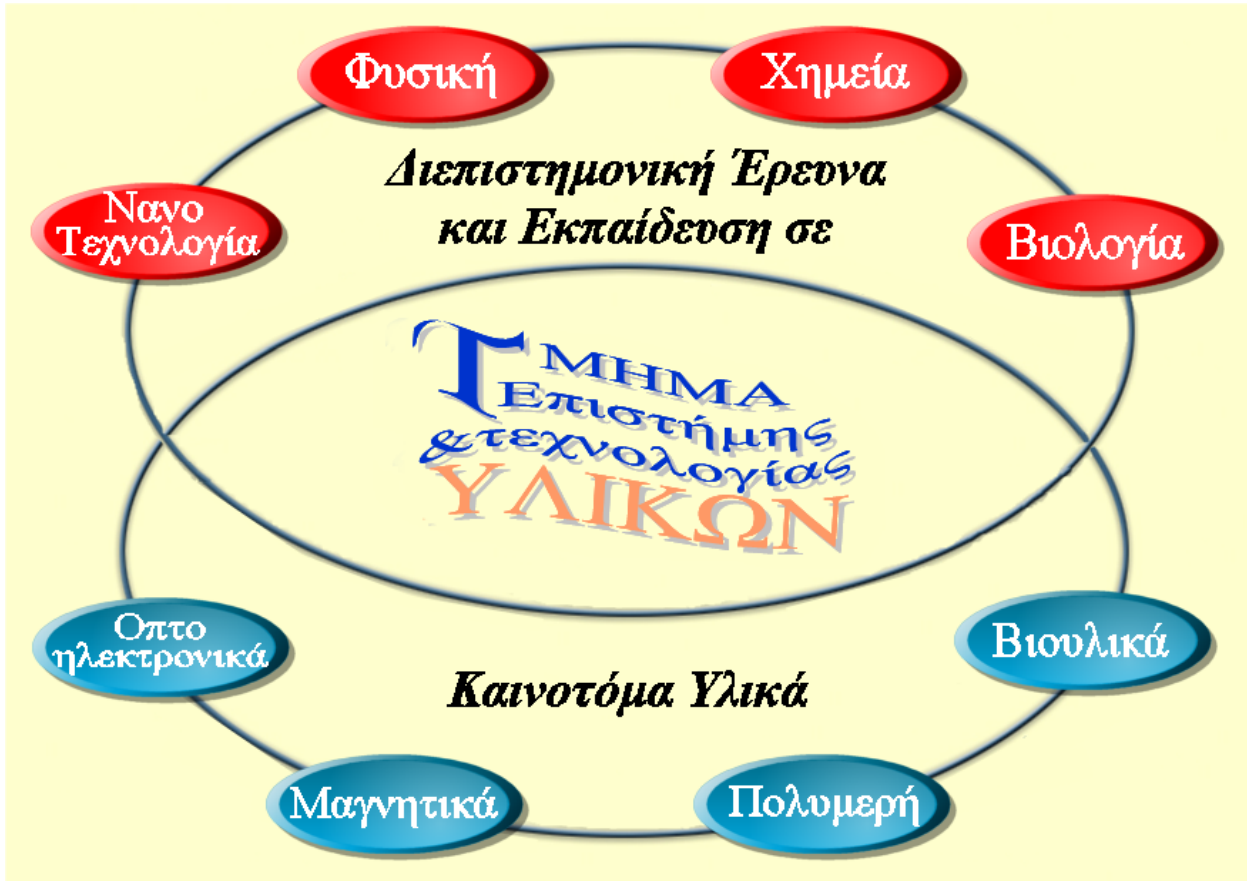 Φυσική
Χημεία
Διεπιστημονική Έρευνα
και Εκπαίδευση σε
Νανο
Τεχνολογία
Βιολογία
ΤΜΗΜΑ
Επιστήμης
& τεχνολογίας
ΥΛΙΚΩΝ
Οπτο
ηλεκτρονικά
Βιουλικά
Καινοτόμα Υλικά
Μαγνητικά
Πολυμερή